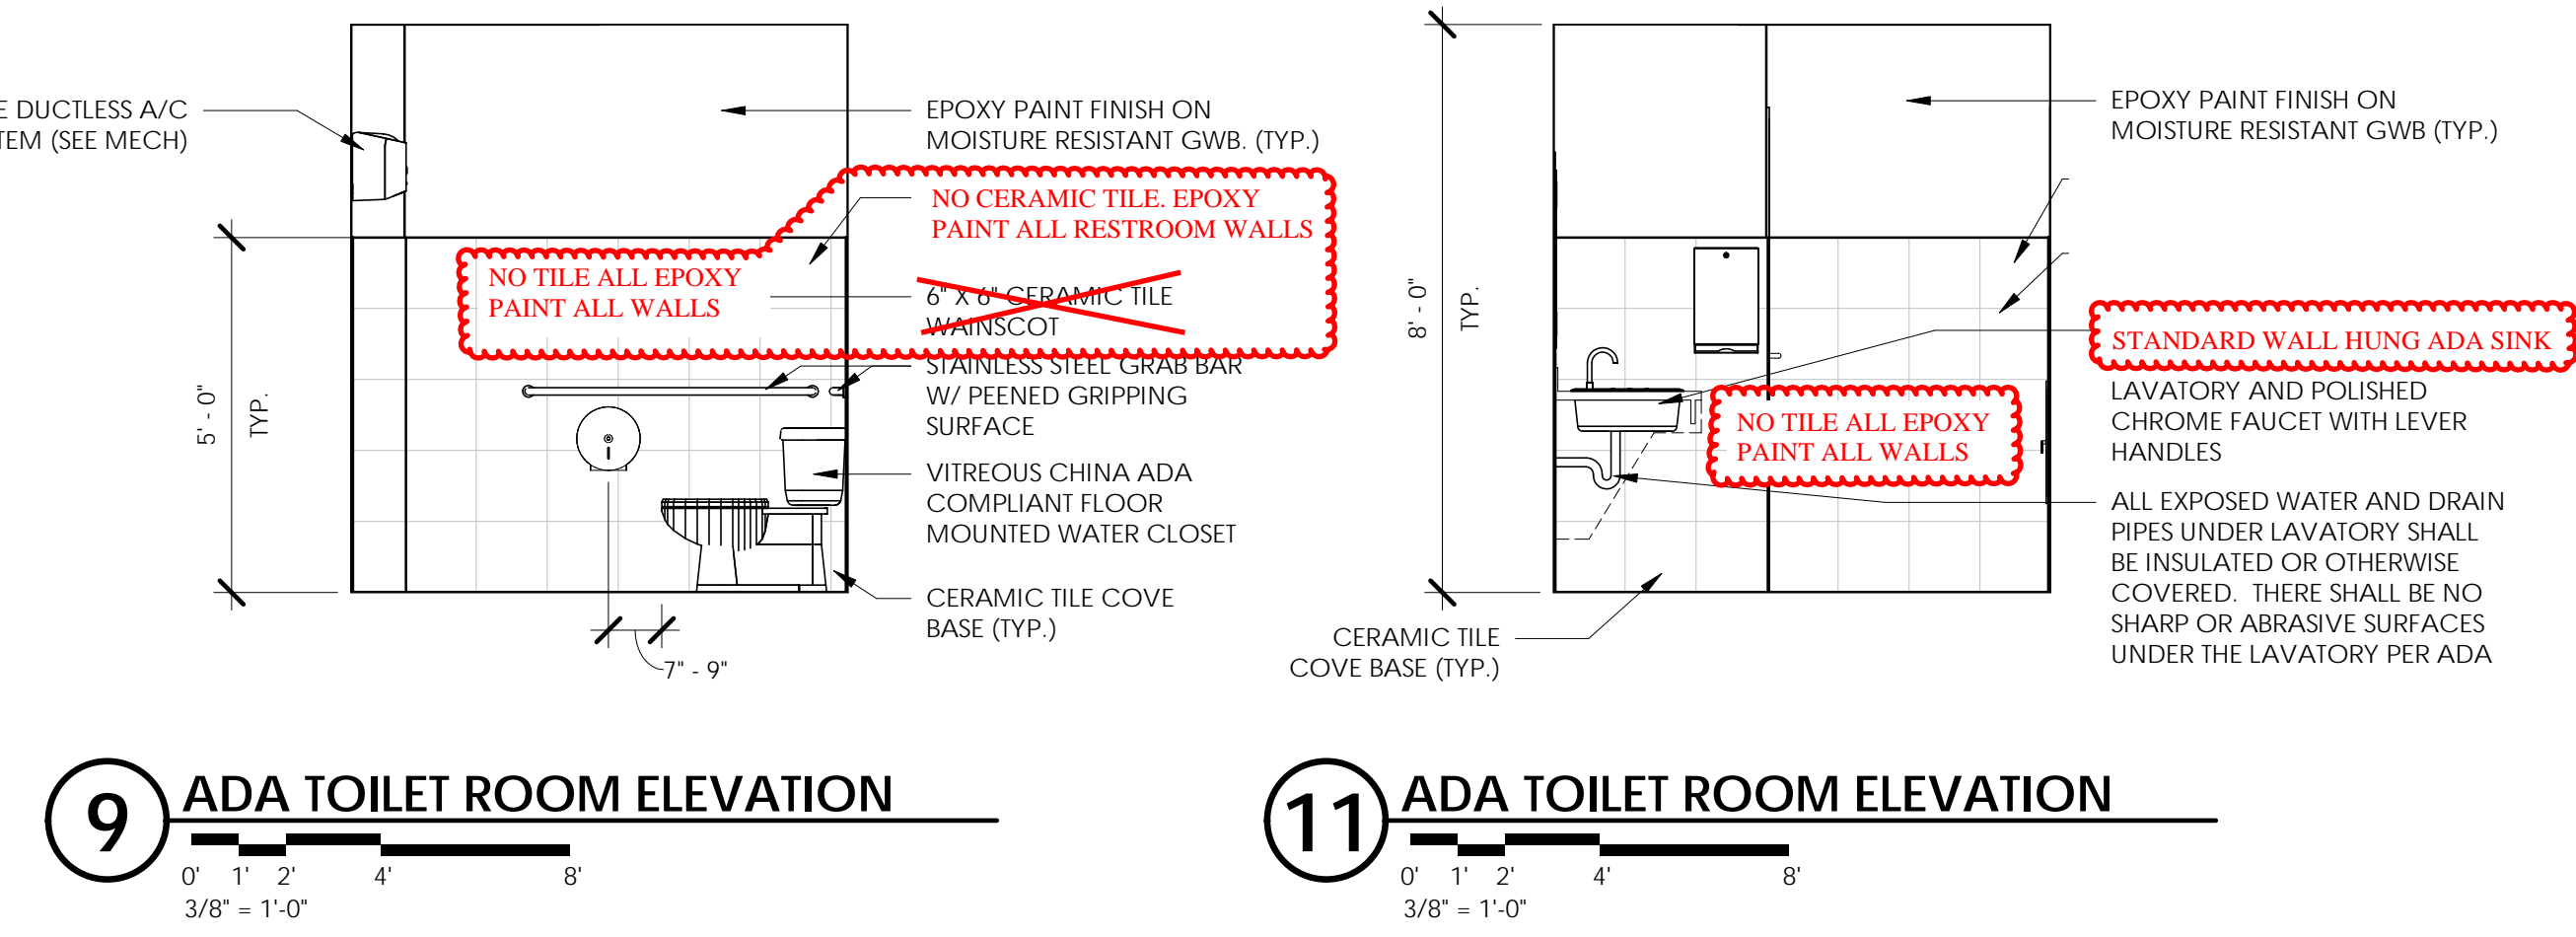 DUCTLESS A/C
(SEE MECH)
EPOXY PAINT FINISH ON
MOISTURE RESISTANT GWB. (TYP.)
NO CERAMIC TILE. EPOXY
PAINT ALL RESTROOM WALLS
NO TILE ALL EPOXY
PAINT ALL WALLS
6" X 6" CERAMIC TILE
WAINSCOT
STAINLESS STEEL GRAB BAR
W/ PEENED GRIPPING
SURFACE
VITREOUS CHINA ADA
COMPLIANT FLOOR
MOUNTED WATER CLOSET
CERAMIC TILE COVE
BASE (TYP.)
5' - 0"
TYP.
7" - 9"
9
ADA TOILET ROOM ELEVATION
0' 1' 2' 4' 8'
3/8" = 1'-0"
8' - 0"
TYP.
EPOXY PAINT FINISH ON
MOISTURE RESISTANT GWB (TYP.)
STANDARD WALL HUNG ADA SINK
LAVATORY AND POLISHED
CHROME FAUCET WITH LEVER
HANDLES
NO TILE ALL EPOXY
PAINT ALL WALLS
ALL EXPOSED WATER AND DRAIN
PIPES UNDER LAVATORY SHALL
BE INSULATED OR OTHERWISE
COVERED. THERE SHALL BE NO
SHARP OR ABRASIVE SURFACES
UNDER THE LAVATORY PER ADA
CERAMIC TILE
COVE BASE (TYP.)
11
ADA TOILET ROOM ELEVATION
0' 1' 2' 4' 8'
3/8" = 1'-0"